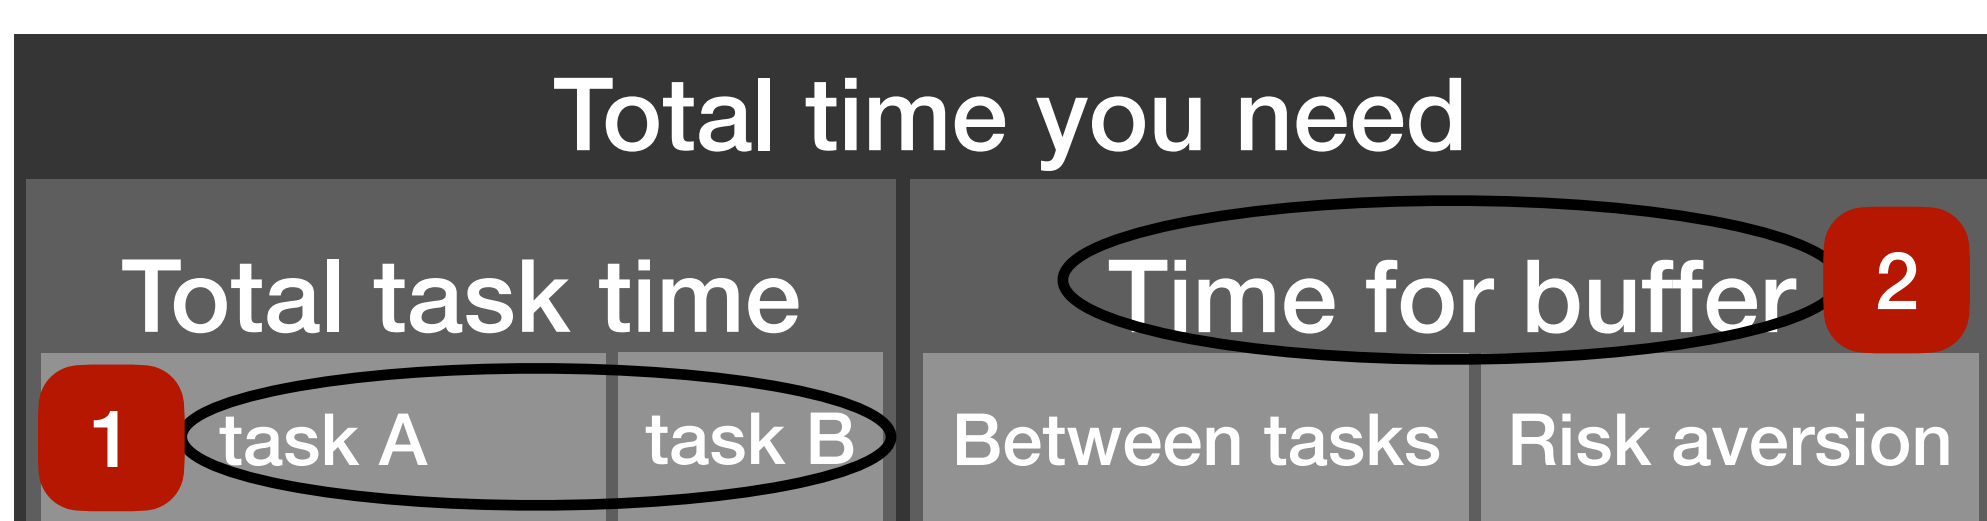 Total time you need
Total task time
Time for buffer
2
1
task A
task B
Between tasks
Risk aversion